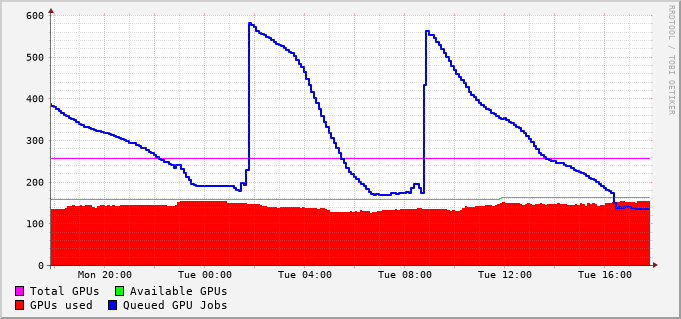 600
500
400
300
200
100
0
Mon 20:00 Tue 00:00 Tue 04:00 Tue 08:00 Tue 12:00 Tue 16:00
Total GPUs Available GPUs
GPUs used Queued GPU Jobs
RRDTOOL / TOBI OETIKER